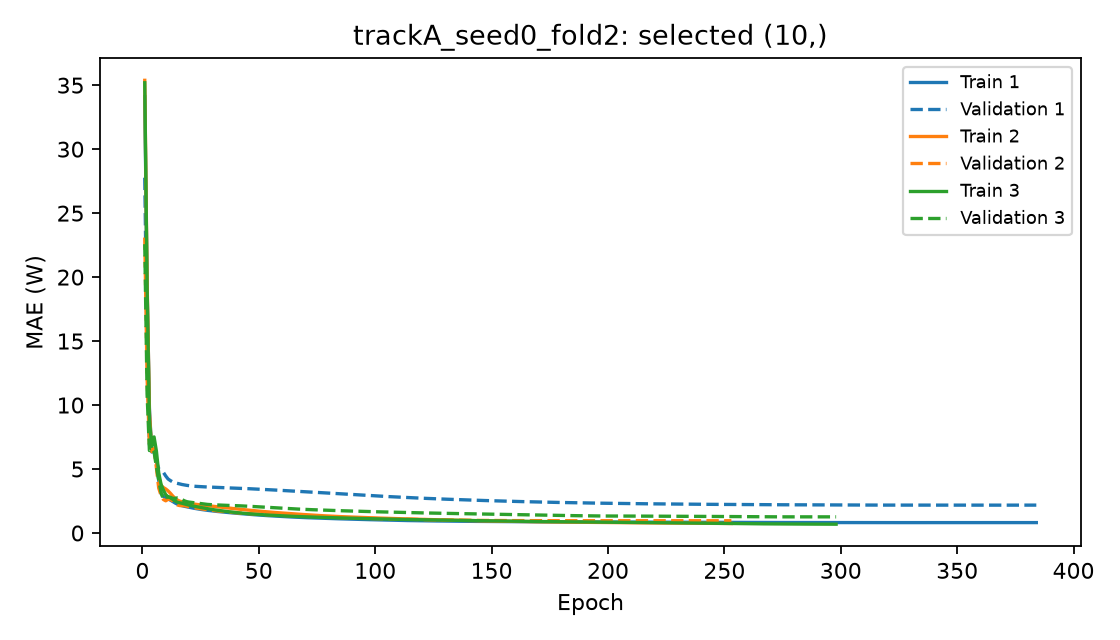 trackA_seed0_fold2: selected (10,)
MAE (W)
35
30
25
20
15
10
5
0
Train 1
Validation 1
Train 2
Validation 2
Train 3
Validation 3
0 50 100 150 200 250 300 350 400
Epoch